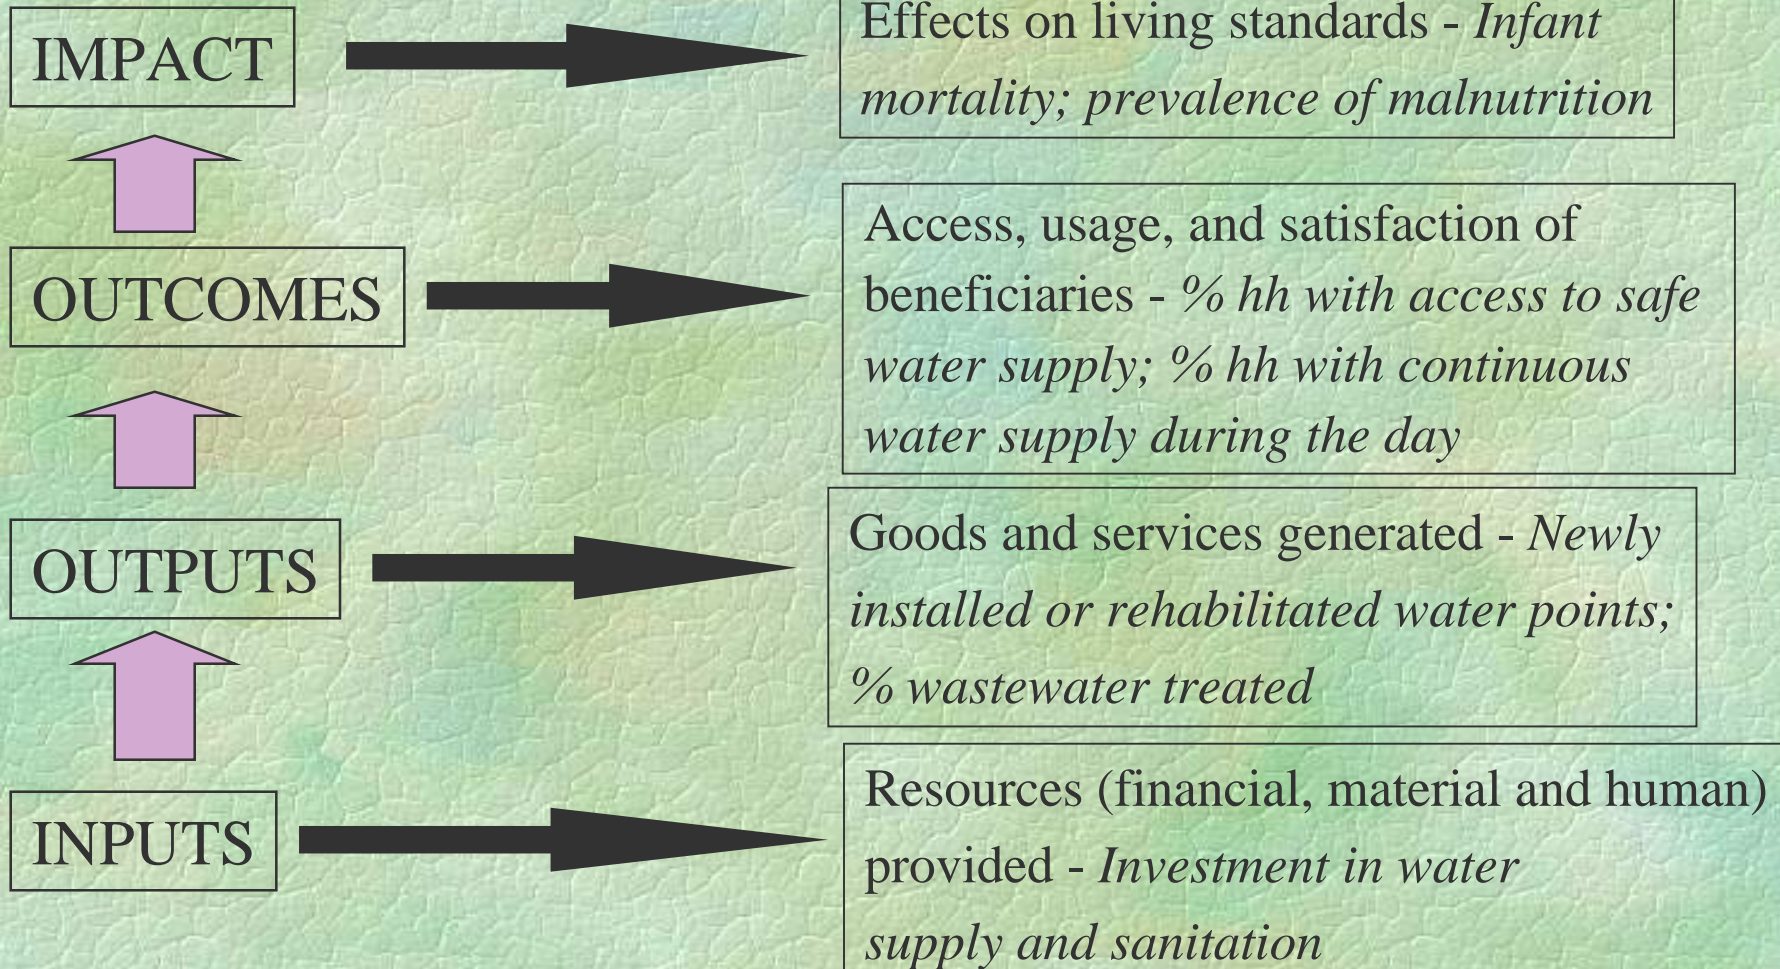 IMPACT
Effects on living standards - Infant
mortality; prevalence of malnutrition
OUTCOMES
Access, usage, and satisfaction of
beneficiaries - % hh with access to safe
water supply; % hh with continuous
water supply during the day
OUTPUTS
Goods and services generated - Newly
installed or rehabilitated water points;
% wastewater treated
INPUTS
Resources (financial, material and human)
provided - Investment in water
supply and sanitation